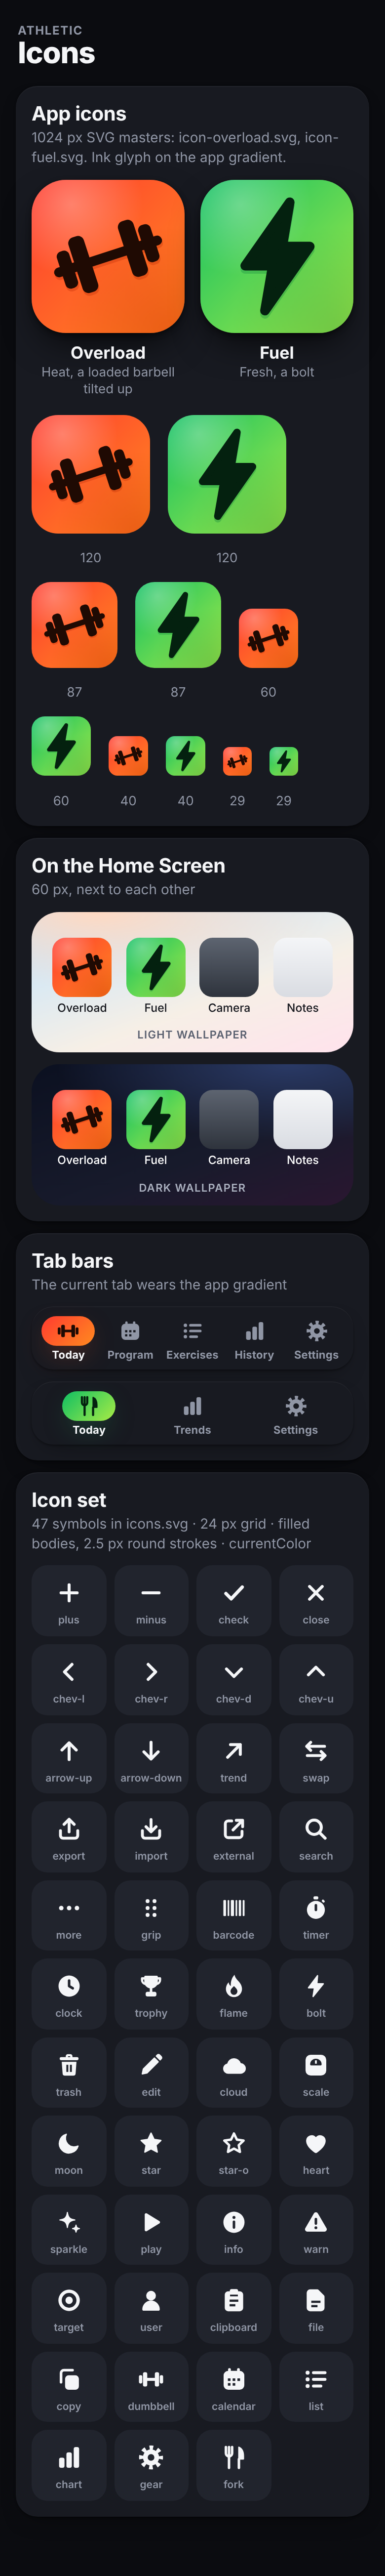 ATHLETIC
Icons
App icons
1024 px SVG masters: icon-overload.svg, icon-
fuel.svg. Ink glyph on the app gradient.
Overload
Heat, a loaded barbell
tilted up
Fuel
Fresh, a bolt
120 120
87 87 60
60 40 40 29 29
On the Home Screen
60 px, next to each other
Overload Fuel Camera Notes
LIGHT WALLPAPER
Overload Fuel Camera Notes
DARK WALLPAPER
Tab bars
The current tab wears the app gradient
Today Program Exercises History Settings
Today Trends Settings
Icon set
47 symbols in icons.svg · 24 px grid · filled
bodies, 2.5 px round strokes · currentColor
plus minus check close
chev-l chev-r chev-d chev-u
arrow-up arrow-down trend swap
export import external search
more grip barcode timer
clock trophy flame bolt
trash edit cloud scale
moon star star-o heart
sparkle play info warn
target user clipboard file
copy dumbbell calendar list
chart gear fork